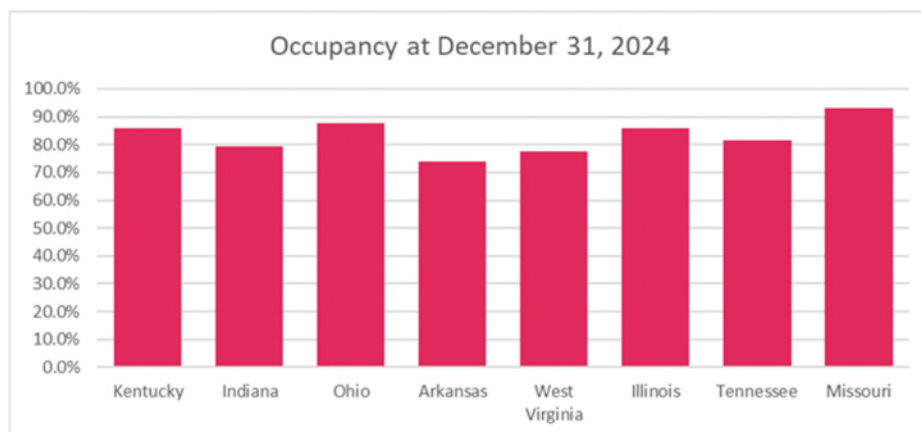 Occupancy at December 31, 2024
100.0%
90.0%
80.0%
70.0%
60.0%
50.0%
40.0%
30.0%
20.0%
10.0%
0.0%
Kentucky
Indiana
Ohio
Arkansas
West
Virginia
Illinois
Tennessee
Missouri